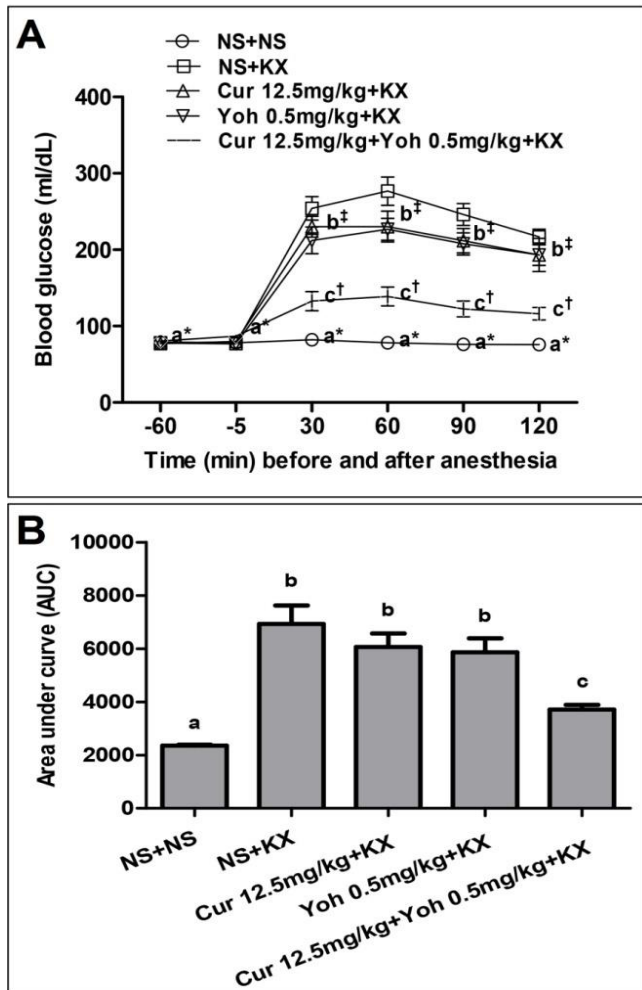 A
NS+NS
NS+KX
Cur 12.5mg/kg+KX
Yoh 0.5mg/kg+KX
Cur 12.5mg/kg+Yoh 0.5mg/kg+KX
Blood glucose (ml/dL)
400
300
200
100
0
b‡ b‡ b‡ b‡
c† c† c† c†
a* a* a* a* a* a*
-60 -5 30 60 90 120
Time (min) before and after anesthesia
B
Area under curve (AUC)
10000
8000
6000
4000
2000
0
a b b b c
NS+NS
NS+KX
Cur 12.5mg/kg+KX
Yoh 0.5mg/kg+KX
Cur 12.5mg/kg+Yoh 0.5mg/kg+KX